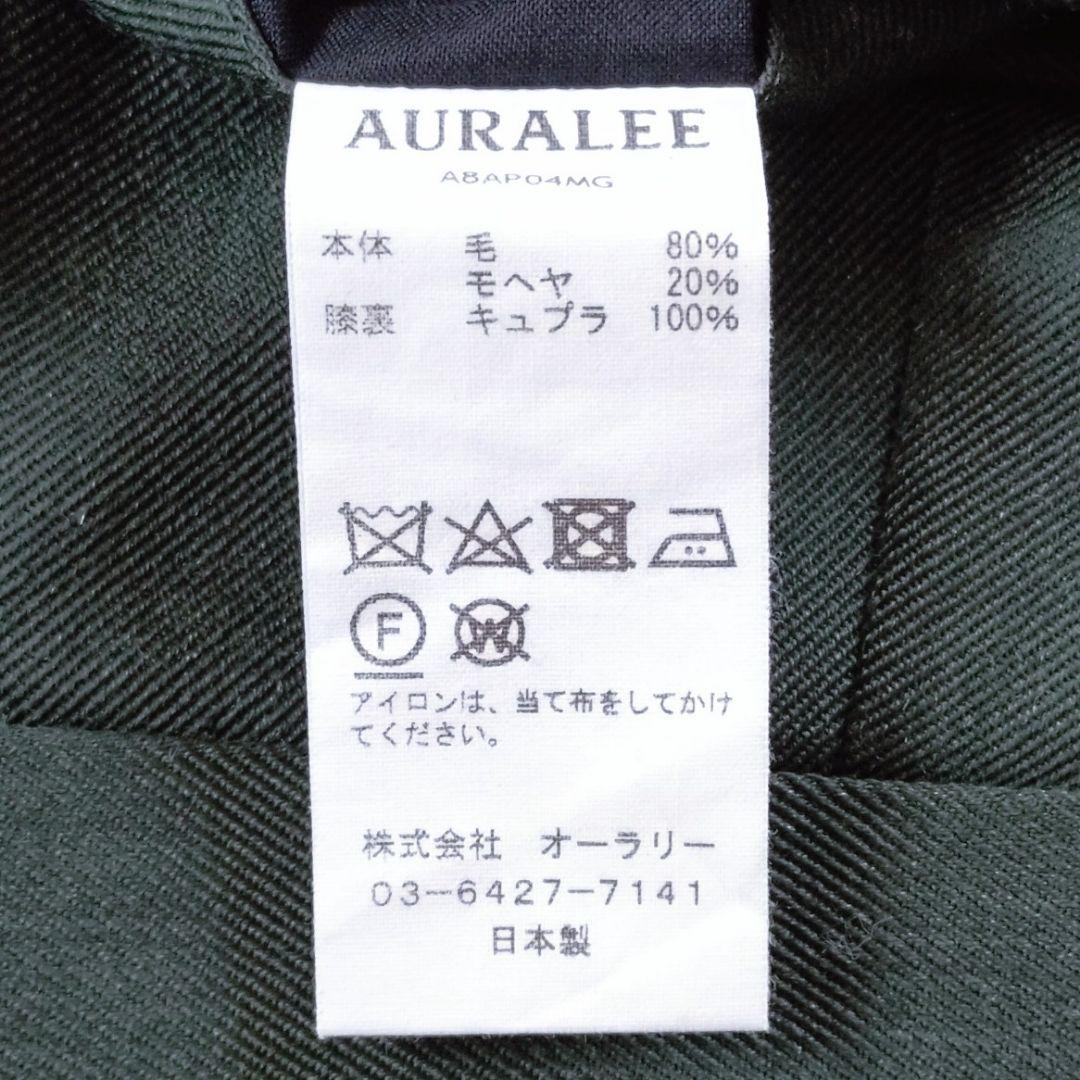 AURALEE
A8AP04MG
本体 毛 80%
モヘヤ 20%
膝裏 キュプラ 100%
F W
アイロンは、当て布をしてかけ
てください。
株式会社 オーラリー
03-6427-7141
日本製